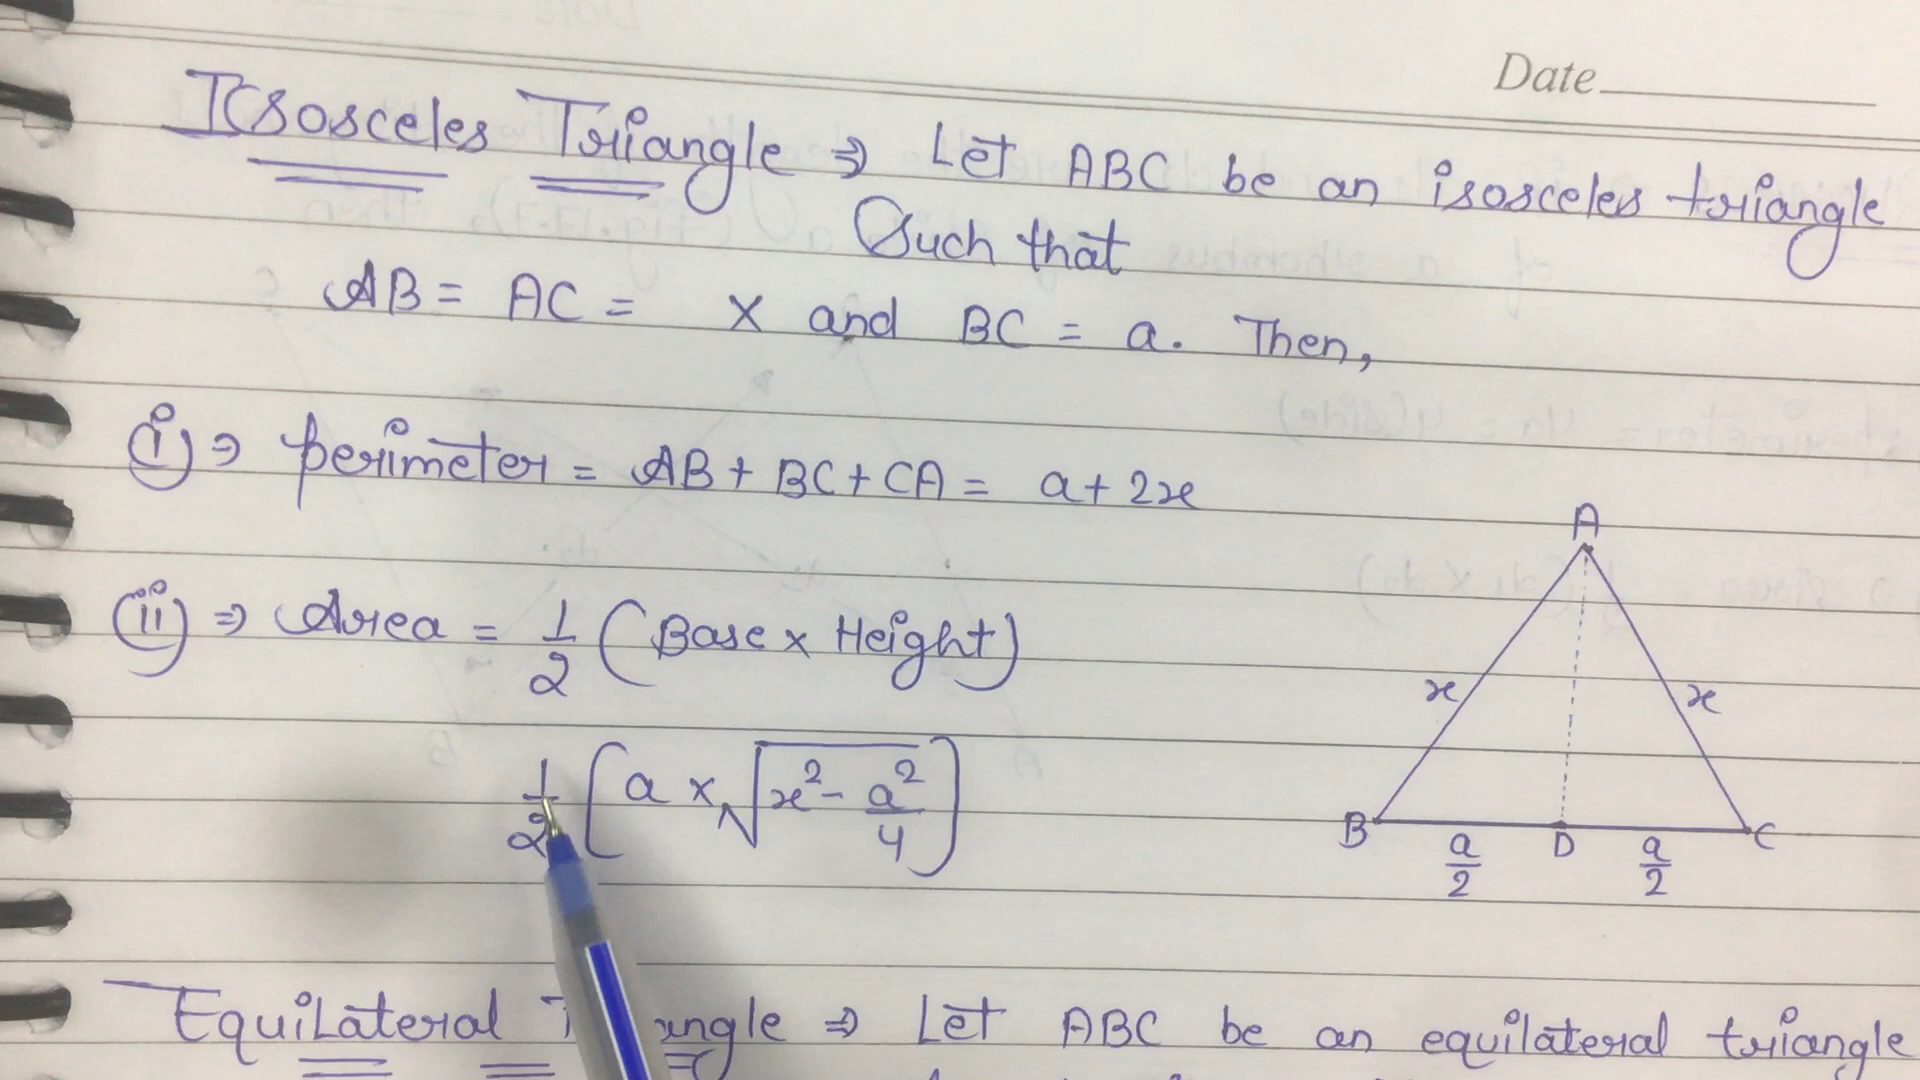 Date
Isosceles Triangle ⇒ Let ABC be an isosceles triangle
Such that
AB = AC = x and BC = a. Then,
(i) ⇒ Perimeter = AB + BC + CA = a + 2x
(ii) ⇒ Area = 1/2 (Base × Height)
1/2 [a × √(x² - a²/4)]
A
x x
B D C
a/2 a/2
Equilateral ⇒ Let ABC be an equilateral triangle